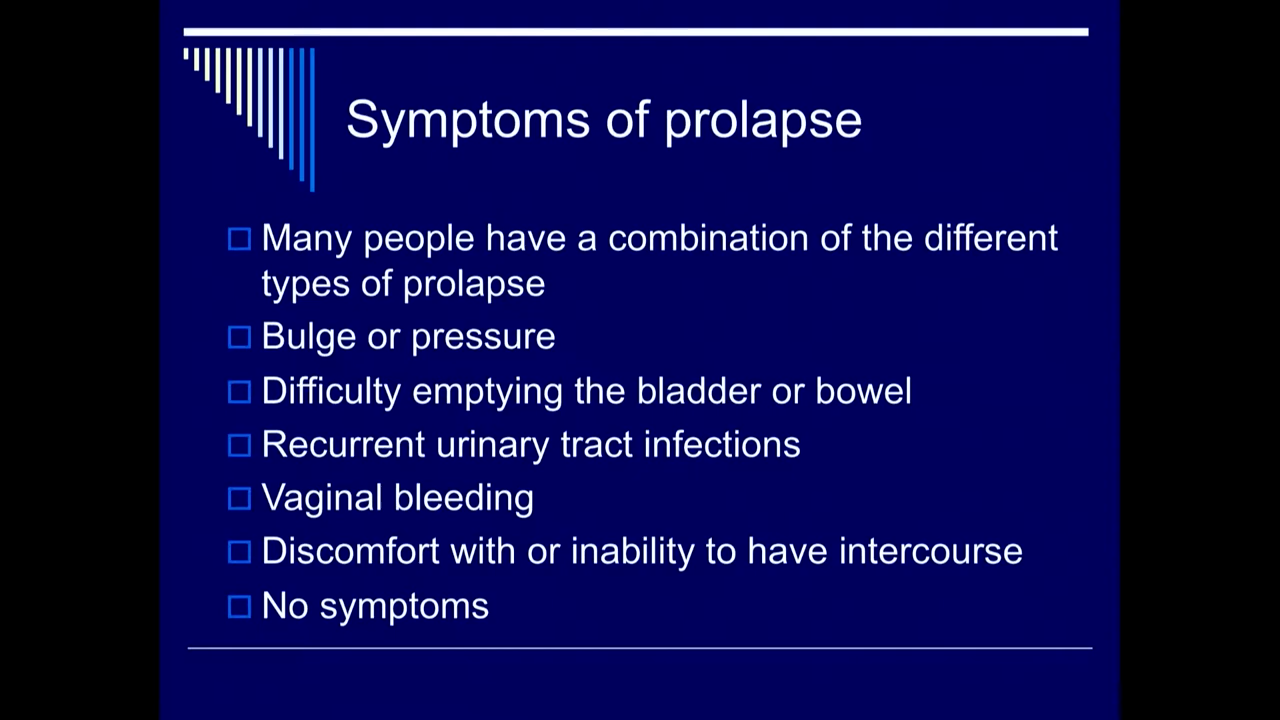 Symptoms of prolapse
Many people have a combination of the different
types of prolapse
Bulge or pressure
Difficulty emptying the bladder or bowel
Recurrent urinary tract infections
Vaginal bleeding
Discomfort with or inability to have intercourse
No symptoms